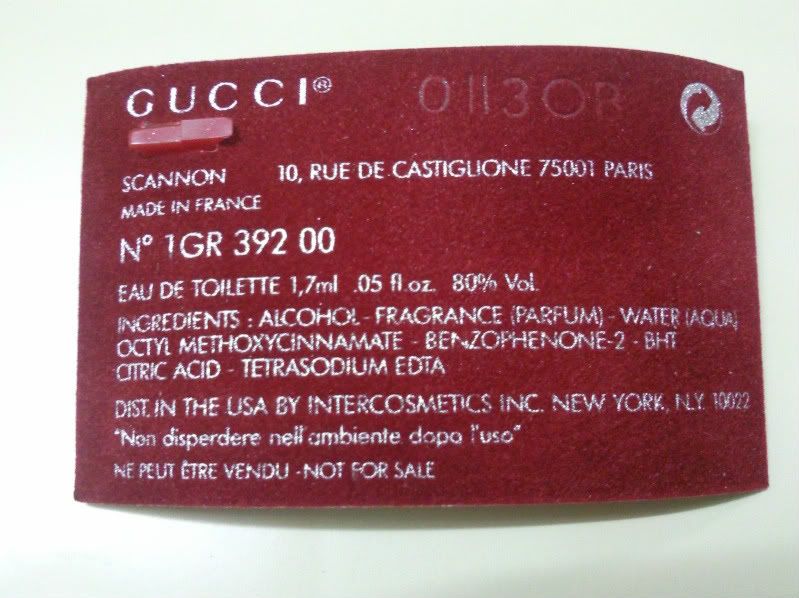 GUCCI® 0113OR
SCANNON 10, RUE DE CASTIGLIONE 75001 PARIS
MADE IN FRANCE
N° 1GR 392 00
EAU DE TOILETTE 1,7ml .05 fl.oz. 80% Vol.
INGREDIENTS : ALCOHOL - FRAGRANCE (PARFUM) - WATER (AQUA)
OCTYL METHOXYCINNAMATE - BENZOPHENONE-2 - BHT
CITRIC ACID - TETRASODIUM EDTA
DIST. IN THE USA BY INTERCOSMETICS INC. NEW YORK, N.Y. 10022
"Non disperdere nell'ambiente dopo l'uso"
NE PEUT ÊTRE VENDU - NOT FOR SALE